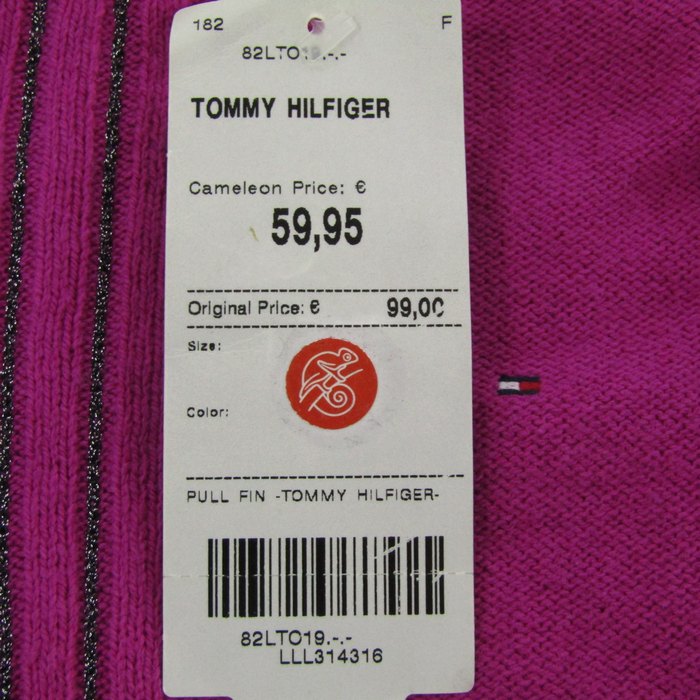 182 F
82LTO19.-.-
TOMMY HILFIGER
Cameleon Price: €
59,95
Original Price: € 99,00
Size:
Color:
PULL FIN -TOMMY HILFIGER-
82LTO19.-.-
LLL314316